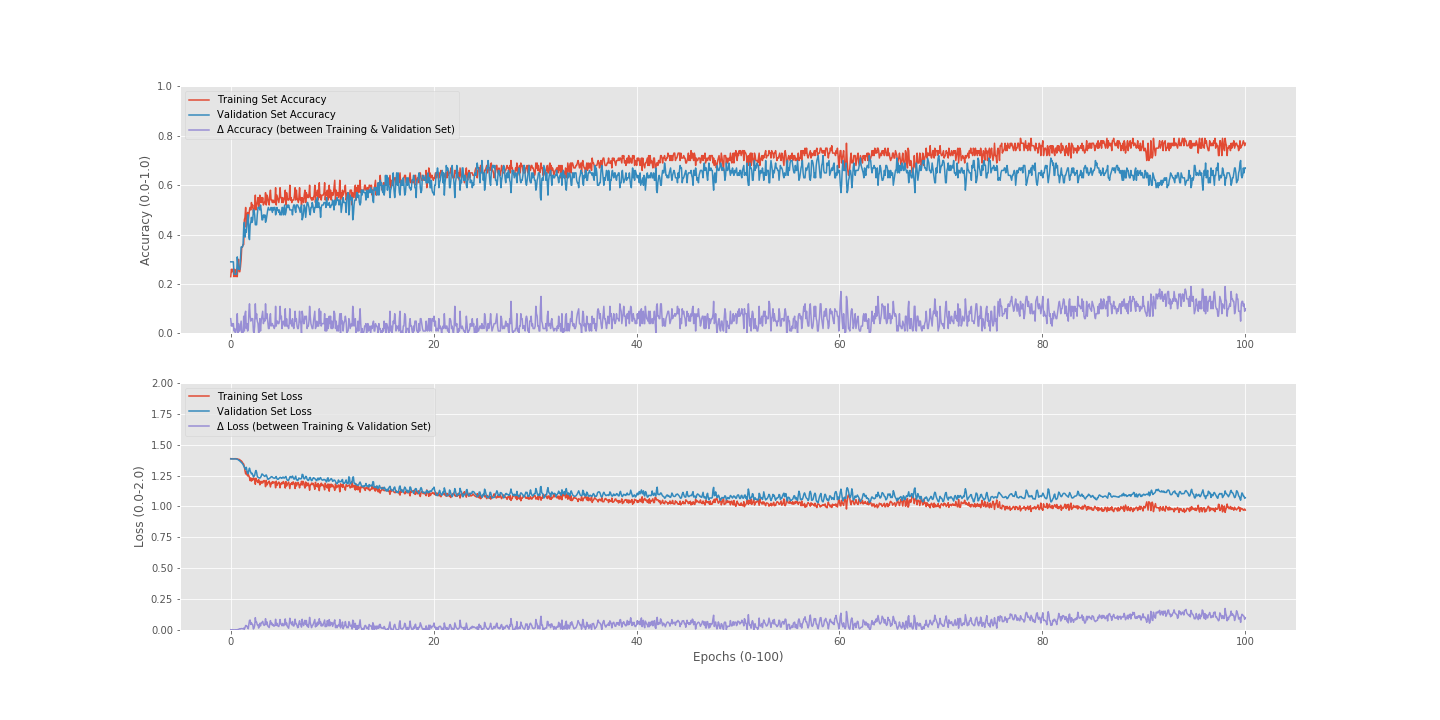 1.0
0.8
0.6
0.4
0.2
0.0
Accuracy (0.0-1.0)
Training Set Accuracy
Validation Set Accuracy
Δ Accuracy (between Training & Validation Set)
0 20 40 60 80 100
2.00
1.75
1.50
1.25
1.00
0.75
0.50
0.25
0.00
Loss (0.0-2.0)
Training Set Loss
Validation Set Loss
Δ Loss (between Training & Validation Set)
0 20 40 60 80 100
Epochs (0-100)